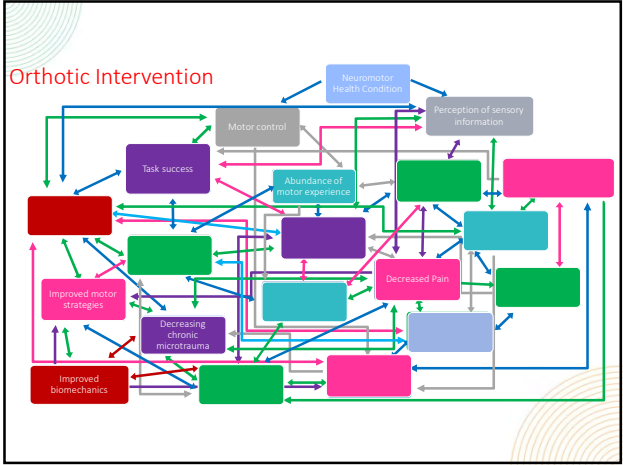 Orthotic Intervention
Neuromotor
Health Condition
Perception of sensory
information
Motor control
Task success
Abundance of
motor experience
Decreased Pain
Improved motor
strategies
Decreasing
chronic
microtrauma
Improved
biomechanics